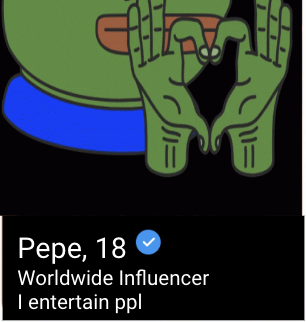 Pepe, 18
Worldwide Influencer
I entertain ppl